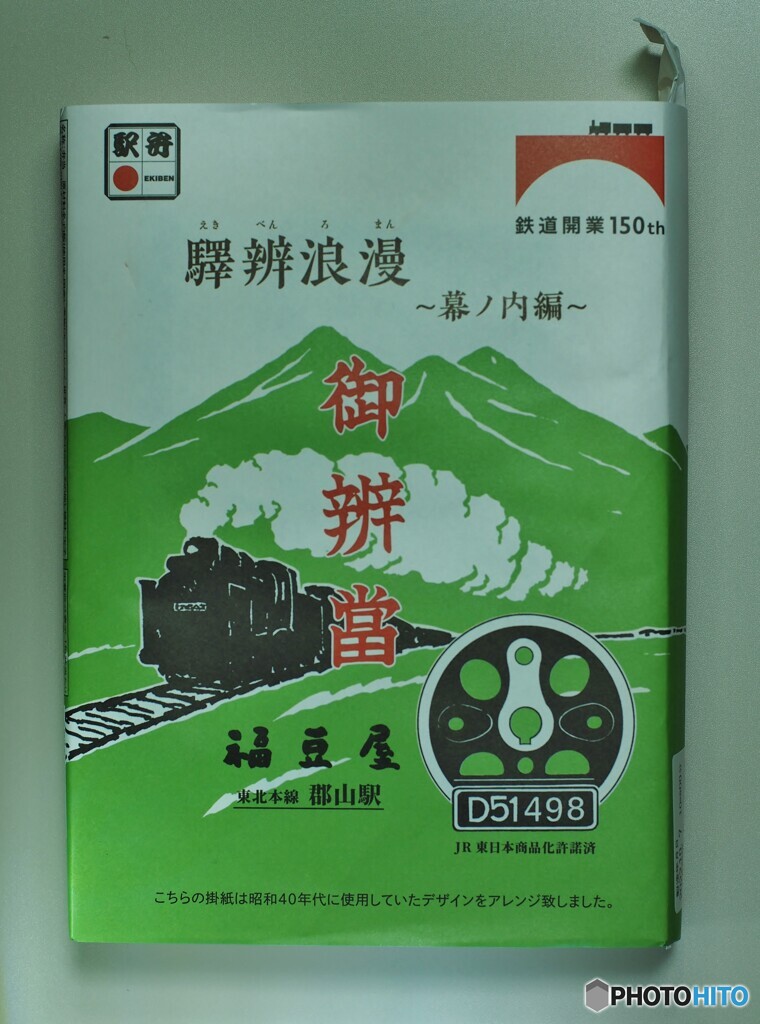 駅弁
EKIBEN
鉄道開業150th
えき べん ろ まん
驛辨浪漫
～幕ノ内編～
御辨當
福豆屋
東北本線 郡山駅
D51498
JR東日本商品化許諾済
こちらの掛紙は昭和40年代に使用していたデザインをアレンジ致しました。
PHOTOHITO